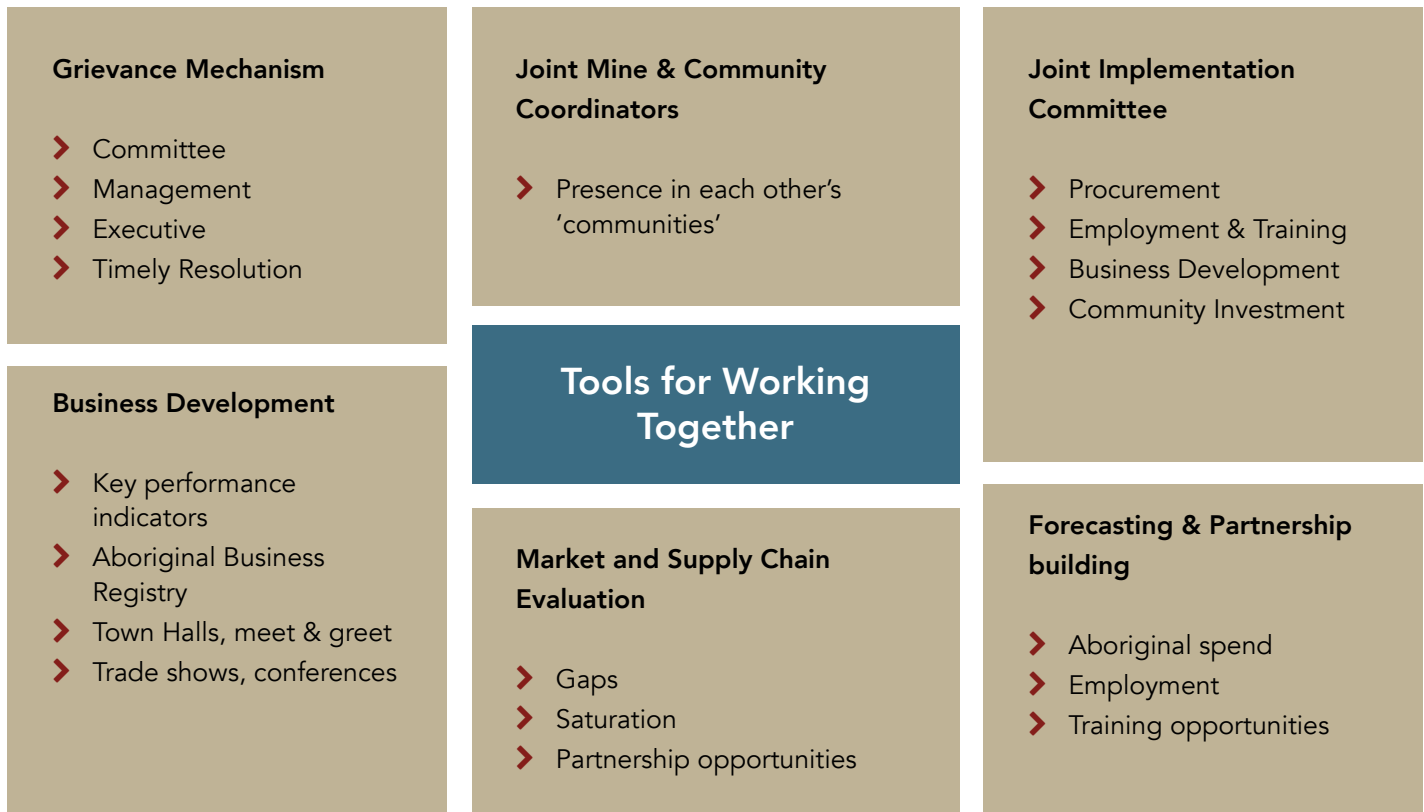 Grievance Mechanism
Committee
Management
Executive
Timely Resolution
Joint Mine & Community
Coordinators
Presence in each other’s
‘communities’
Joint Implementation
Committee
Procurement
Employment & Training
Business Development
Community Investment
Tools for Working
Together
Business Development
Key performance
indicators
Aboriginal Business
Registry
Town Halls, meet & greet
Trade shows, conferences
Market and Supply Chain
Evaluation
Gaps
Saturation
Partnership opportunities
Forecasting & Partnership
building
Aboriginal spend
Employment
Training opportunities